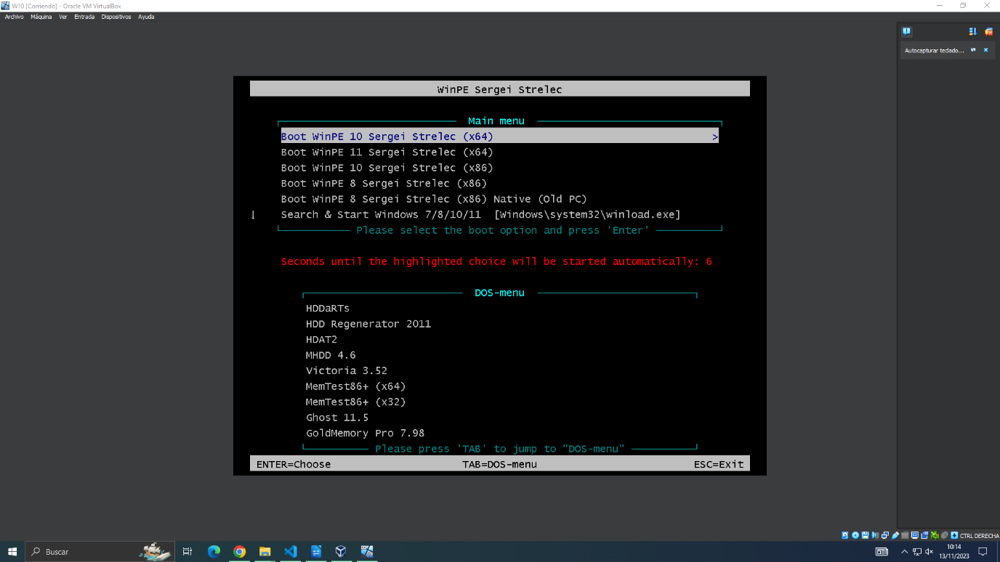 W10 [Corriendo] - Oracle VM VirtualBox
Archivo Máquina Ver Entrada Dispositivos Ayuda
Autocapturar teclado...
WinPE Sergei Strelec
Main menu
Boot WinPE 10 Sergei Strelec (x64) >
Boot WinPE 11 Sergei Strelec (x64)
Boot WinPE 10 Sergei Strelec (x86)
Boot WinPE 8 Sergei Strelec (x86)
Boot WinPE 8 Sergei Strelec (x86) Native (Old PC)
↓ Search & Start Windows 7/8/10/11 [Windows\system32\winload.exe]
Please select the boot option and press 'Enter'
Seconds until the highlighted choice will be started automatically: 6
DOS-menu
HDDaRTs
HDD Regenerator 2011
HDAT2
MHDD 4.6
Victoria 3.52
MemTest86+ (x64)
MemTest86+ (x32)
Ghost 11.5
GoldMemory Pro 7.98
Please press 'TAB' to jump to "DOS-menu"
ENTER=Choose TAB=DOS-menu ESC=Exit
CTRL DERECHA
Buscar
10:14
13/11/2023